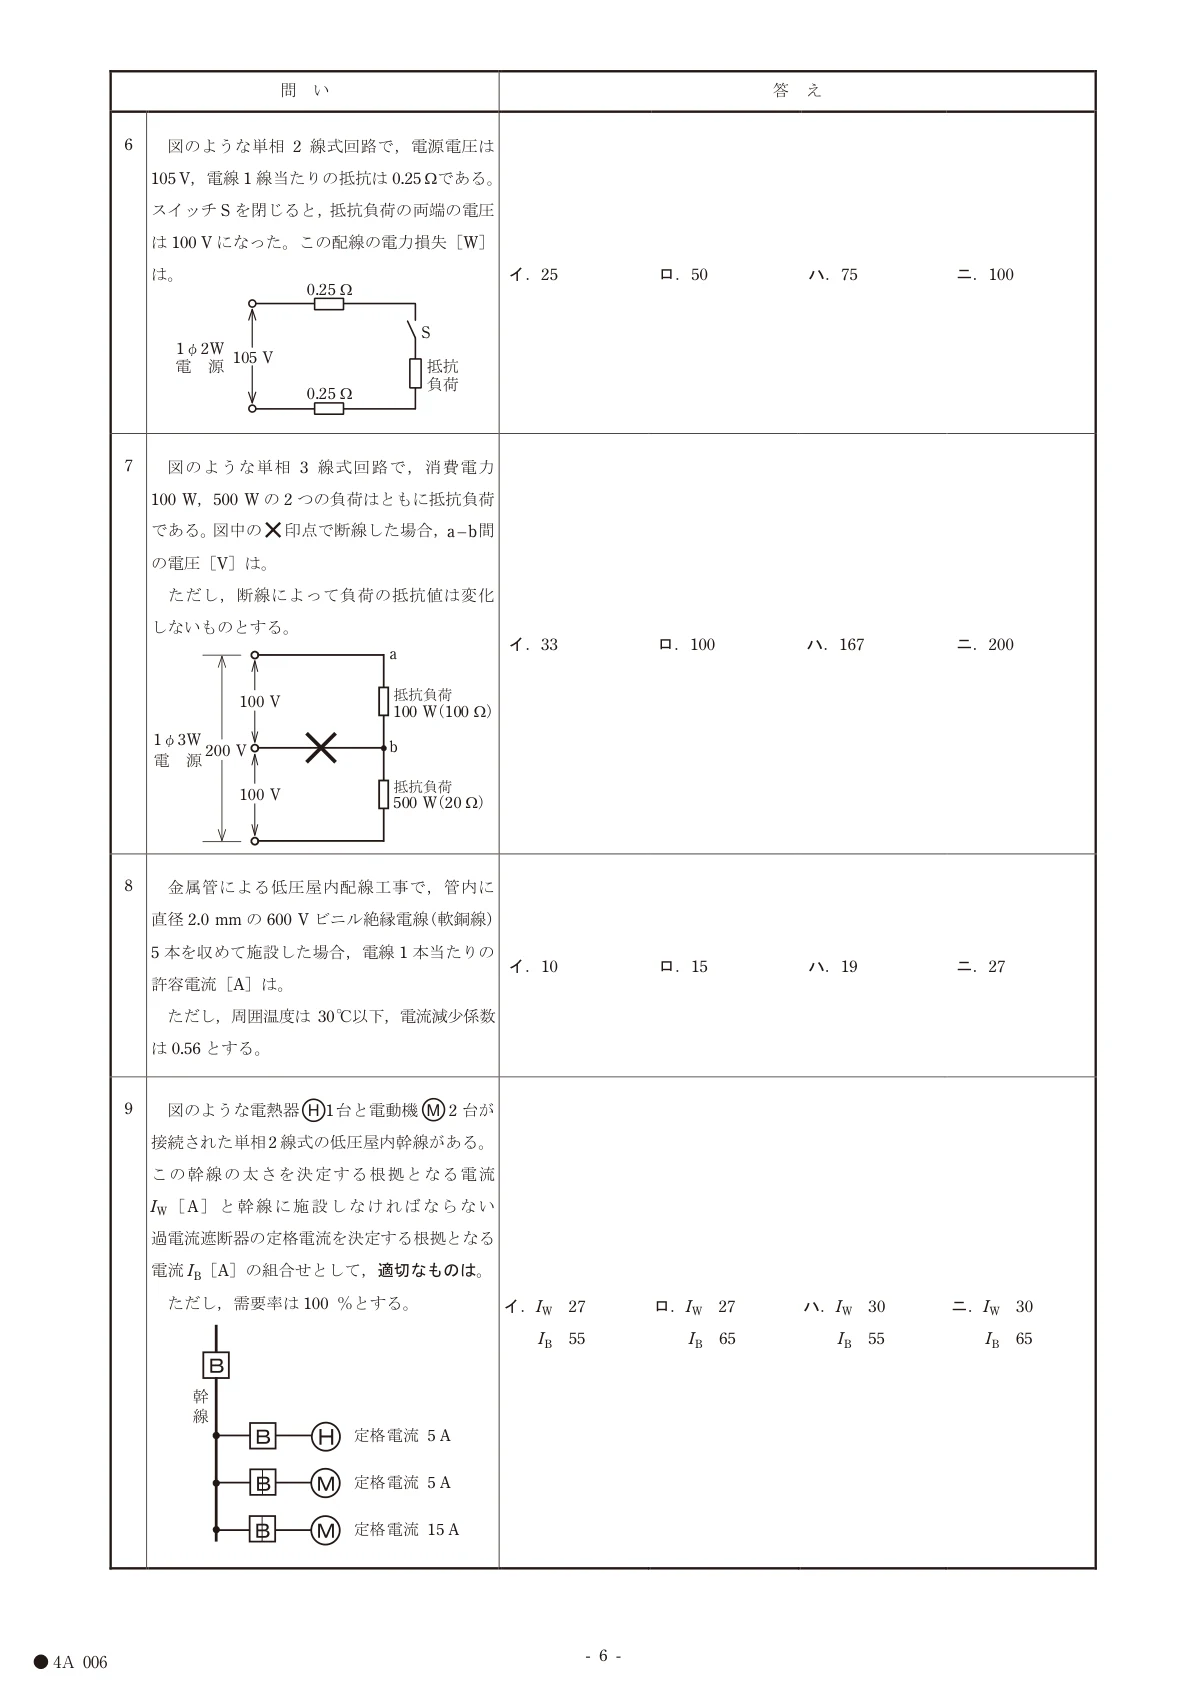 問　い
答　え
6
図のような単相 2 線式回路で，電源電圧は
105 V，電線 1 線当たりの抵抗は 0.25 Ωである。
スイッチ S を閉じると，抵抗負荷の両端の電圧
は 100 V になった。この配線の電力損失［W］
は。
0.25 Ω
S
1φ2W
電　源
105 V
抵抗
負荷
0.25 Ω
イ．25　ロ．50　ハ．75　ニ．100
7
図のような単相 3 線式回路で，消費電力
100 W，500 W の 2 つの負荷はともに抵抗負荷
である。図中の✕印点で断線した場合，a−b間
の電圧［V］は。
ただし，断線によって負荷の抵抗値は変化
しないものとする。
a
100 V
抵抗負荷
100 W（100 Ω）
1φ3W
電　源
200 V
b
100 V
抵抗負荷
500 W（20 Ω）
イ．33　ロ．100　ハ．167　ニ．200
8
金属管による低圧屋内配線工事で，管内に
直径 2.0 mm の 600 V ビニル絶縁電線（軟銅線）
5 本を収めて施設した場合，電線 1 本当たりの
許容電流［A］は。
ただし，周囲温度は 30℃以下，電流減少係数
は 0.56 とする。
イ．10　ロ．15　ハ．19　ニ．27
9
図のような電熱器Ⓗ1台と電動機Ⓜ2 台が
接続された単相2 線式の低圧屋内幹線がある。
この幹線の太さを決定する根拠となる電流
IW［A］と幹線に施設しなければならない
過電流遮断器の定格電流を決定する根拠となる
電流 IB［A］の組合せとして，適切なものは。
ただし，需要率は 100 ％とする。
B
幹
線
B H 定格電流 5 A
B M 定格電流 5 A
B M 定格電流 15 A
イ．IW 27　ロ．IW 27　ハ．IW 30　ニ．IW 30
IB 55　IB 65　IB 55　IB 65
●4A 006
- 6 -